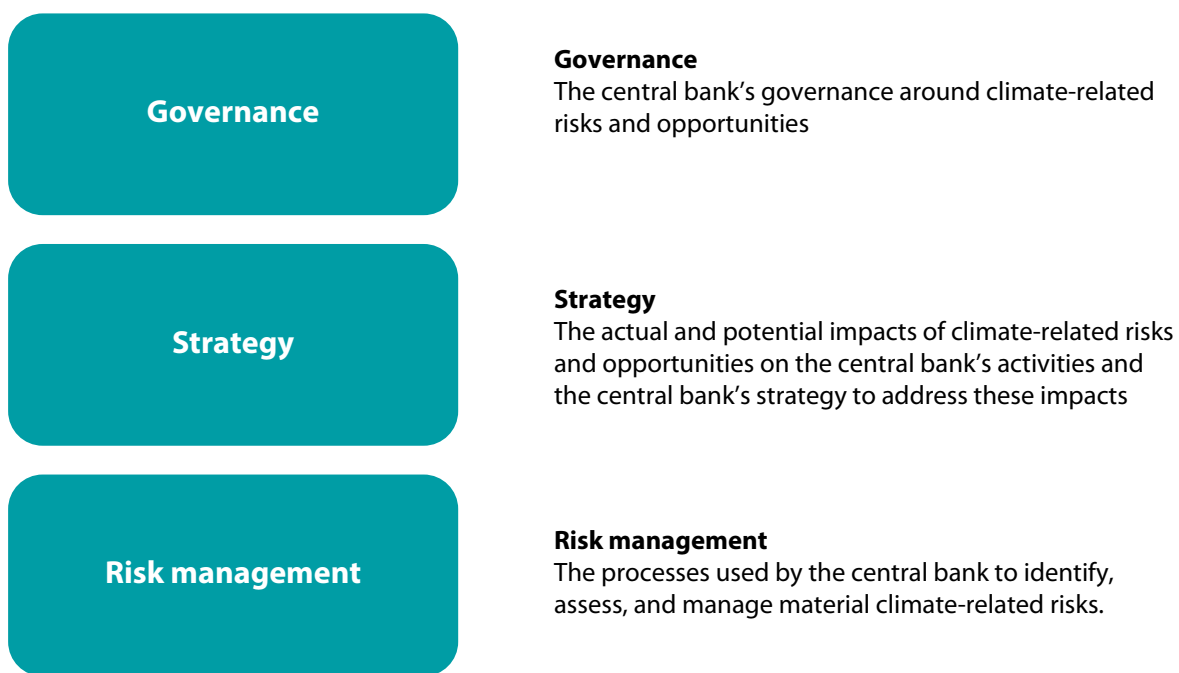 Governance
Governance
The central bank’s governance around climate-related
risks and opportunities
Strategy
Strategy
The actual and potential impacts of climate-related risks
and opportunities on the central bank’s activities and
the central bank’s strategy to address these impacts
Risk management
Risk management
The processes used by the central bank to identify,
assess, and manage material climate-related risks.